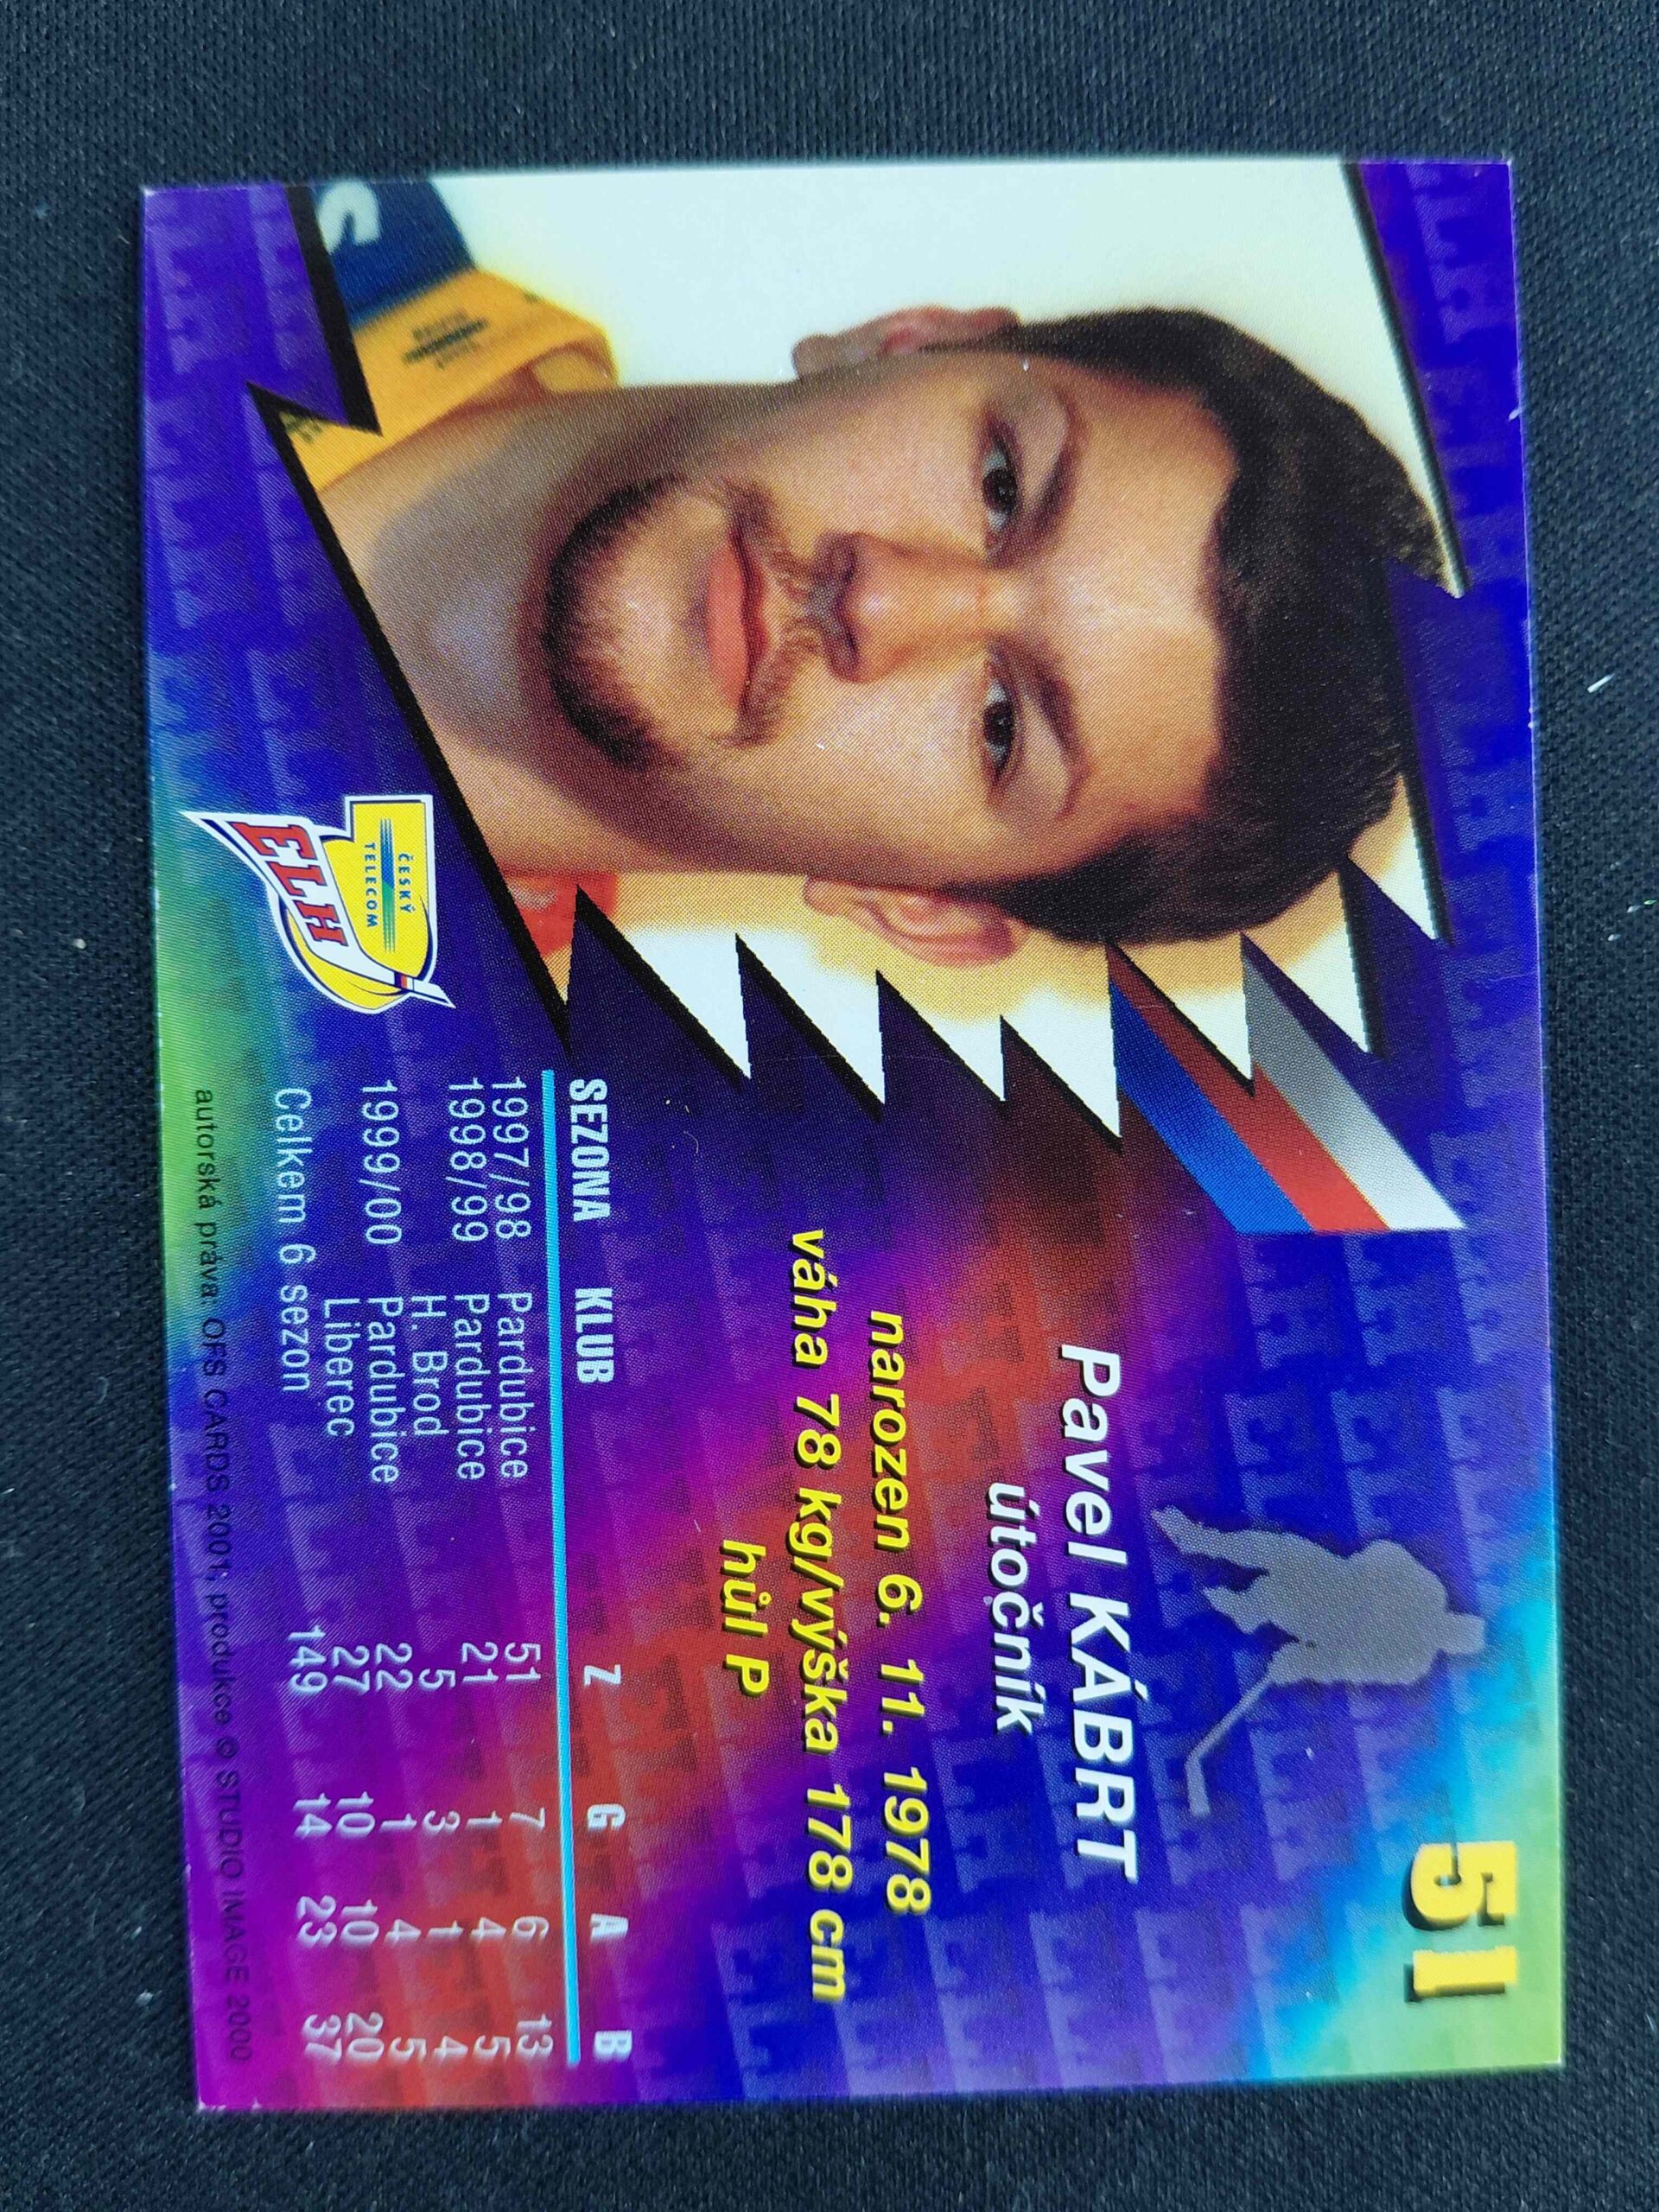 51
Pavel KÁBRT
útočník
narozen 6. 11. 1978
váha 78 kg/výška 178 cm
hůl P
SEZONA KLUB Z G A B
1997/98 Pardubice 51 7 6 13
1998/99 Pardubice 21 1 4 5
H. Brod 5 3 1 4
1999/00 Pardubice 22 1 4 5
Liberec 27 10 10 20
Celkem 6 sezon 149 14 23 37
ČESKÝ
TELECOM
ELH
autorská práva: OFS CARDS 2001; produkce © STUDIO IMAGE 2000